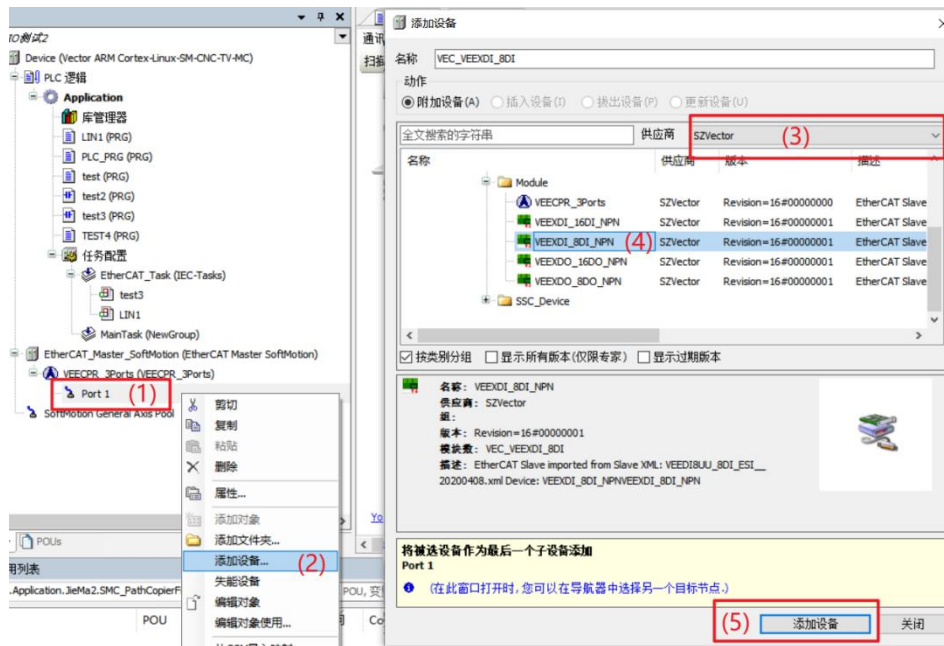 IO测试2
Device (Vector ARM Cortex-Linux-SM-CNC-TV-MC)
PLC 逻辑
Application
库管理器
LIN1 (PRG)
PLC_PRG (PRG)
test (PRG)
test2 (PRG)
test3 (PRG)
TEST4 (PRG)
任务配置
EtherCAT_Task (IEC-Tasks)
test3
LIN1
MainTask (NewGroup)
EtherCAT_Master_SoftMotion (EtherCAT Master SoftMotion)
VEECPR_3Ports (VEECPR_3Ports)
Port 1 (1)
SoftMotion General Axis Pool
剪切
复制
粘贴
删除
属性...
添加对象
添加文件夹...
添加设备... (2)
失能设备
编辑对象
编辑对象使用...
POUs
用列表
.Application.JieMa2.SMC_PathCopierF
POU
通讯
扫描
Yo
POU, 变
Co
添加设备
名称 VEC_VEEXDI_8DI
动作
附加设备(A) 插入设备(I) 拔出设备(P) 更新设备(U)
全文搜索的字符串 供应商 SZVector (3)
名称 供应商 版本 描述
Module
VEECPR_3Ports SZVector Revision=16#00000000 EtherCAT Slave
VEEXDI_16DI_NPN SZVector Revision=16#00000001 EtherCAT Slave
VEEXDI_8DI_NPN (4) SZVector Revision=16#00000001 EtherCAT Slave
VEEXDO_16DO_NPN SZVector Revision=16#00000001 EtherCAT Slave
VEEXDO_8DO_NPN SZVector Revision=16#00000001 EtherCAT Slave
SSC_Device
按类别分组 显示所有版本(仅限专家) 显示过期版本
名称: VEEXDI_8DI_NPN
供应商: SZVector
组:
版本: Revision=16#00000001
模块数: VEC_VEEXDI_8DI
描述: EtherCAT Slave imported from Slave XML: VEEDI8UU_8DI_ESI__
20200408.xml Device: VEEXDI_8DI_NPNVEEXDI_8DI_NPN
将被选设备作为最后一个子设备添加
Port 1
(在此窗口打开时, 您可以在导航器中选择另一个目标节点.)
(5) 添加设备 关闭